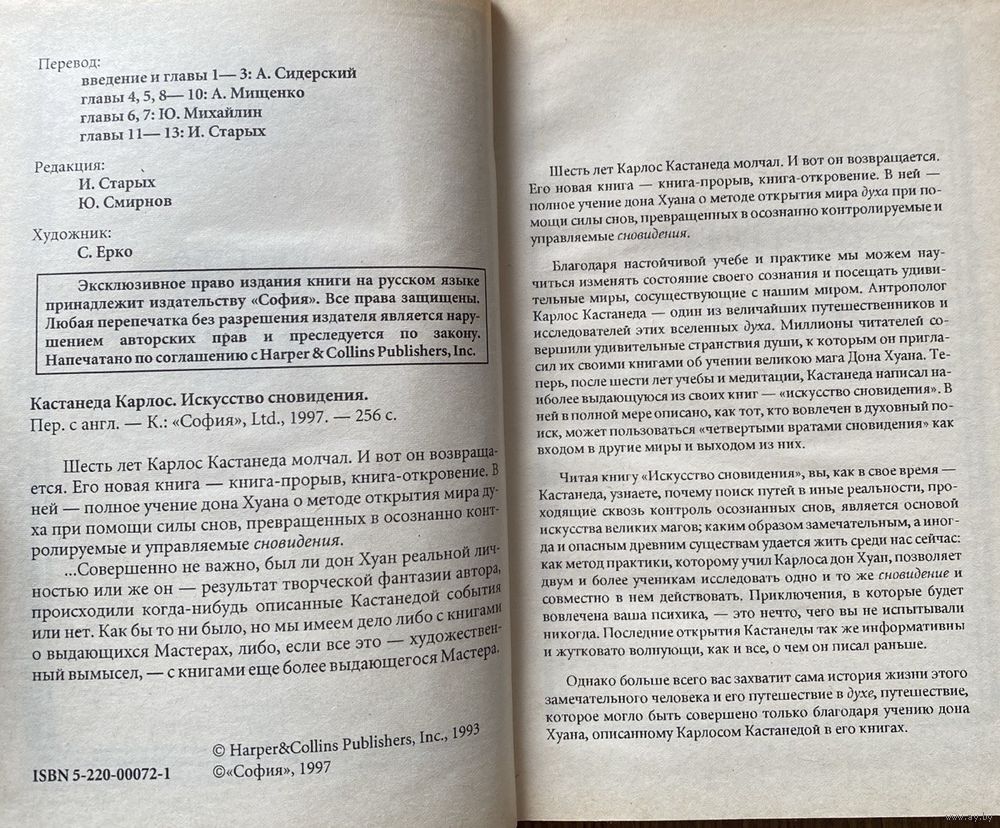 Перевод:
введение и главы 1— 3: А. Сидерский
главы 4, 5, 8— 10: А. Мищенко
главы 6, 7: Ю. Михайлин
главы 11— 13: И. Старых
Редакция:
И. Старых
Ю. Смирнов
Художник:
С. Ерко
Эксклюзивное право издания книги на русском языке
принадлежит издательству «София». Все права защищены.
Любая перепечатка без разрешения издателя является нару-
шением авторских прав и преследуется по закону.
Напечатано по соглашению с Harper & Collins Publishers, Inc.
Кастанеда Карлос. Искусство сновидения.
Пер. с англ. — К.: «София», Ltd., 1997. — 256 с.
Шесть лет Карлос Кастанеда молчал. И вот он возвраща-
ется. Его новая книга — книга-прорыв, книга-откровение. В
ней — полное учение дона Хуана о методе открытия мира ду-
ха при помощи силы снов, превращенных в осознанно конт-
ролируемые и управляемые сновидения.
...Совершенно не важно, был ли дон Хуан реальной лич-
ностью или же он — результат творческой фантазии автора,
происходили когда-нибудь описанные Кастанедой события
или нет. Как бы то ни было, но мы имеем дело либо с книгами
о выдающихся Мастерах, либо, если все это — художествен-
ный вымысел, — с книгами еще более выдающегося Мастера.
© Harper&Collins Publishers, Inc., 1993
ISBN 5-220-00072-1
©«София», 1997
Шесть лет Карлос Кастанеда молчал. И вот он возвращается.
Его новая книга — книга-прорыв, книга-откровение. В ней —
полное учение дона Хуана о методе открытия мира духа при по-
мощи силы снов, превращенных в осознанно контролируемые и
управляемые сновидения.
Благодаря настойчивой учебе и практике мы можем нау-
читься изменять состояние своего сознания и посещать удиви-
тельные миры, сосуществующие с нашим миром. Антрополог
Карлос Кастанеда — один из величайших путешественников и
исследователей этих вселенных духа. Миллионы читателей со-
вершили удивительные странствия души, к которым он пригла-
сил их своими книгами об учении великою мага Дона Хуана. Те-
перь, после шести лет учебы и медитации, Кастанеда написал на-
иболее выдающуюся из своих книг — «искусство сновидения». В
ней в полной мере описано, как тот, кто вовлечен в духовный по-
иск, может пользоваться «четвертыми вратами сновидения» как
входом в другие миры и выходом из них.
Читая книгу «Искусство сновидения», вы, как в свое время —
Кастанеда, узнаете, почему поиск путей в иные реальности, про-
ходящие сквозь контроль осознанных снов, является основой
искусства великих магов; каким образом замечательным, а иног-
да и опасным древним существам удается жить среди нас сейчас:
как метод практики, которому учил Карлоса дон Хуан, позволяет
двум и более ученикам исследовать одно и то же сновидение и
совместно в нем действовать. Приключения, в которые будет
вовлечена ваша психика, — это нечто, чего вы не испытывали
никогда. Последние открытия Кастанеды так же информативны
и жутковато волнующи, как и все, о чем он писал раньше.
Однако больше всего вас захватит сама история жизни этого
замечательного человека и его путешествие в духе, путешествие,
которое могло быть совершено только благодаря учению дона
Хуана, описанному Карлосом Кастанедой в его книгах.
www.ay.by